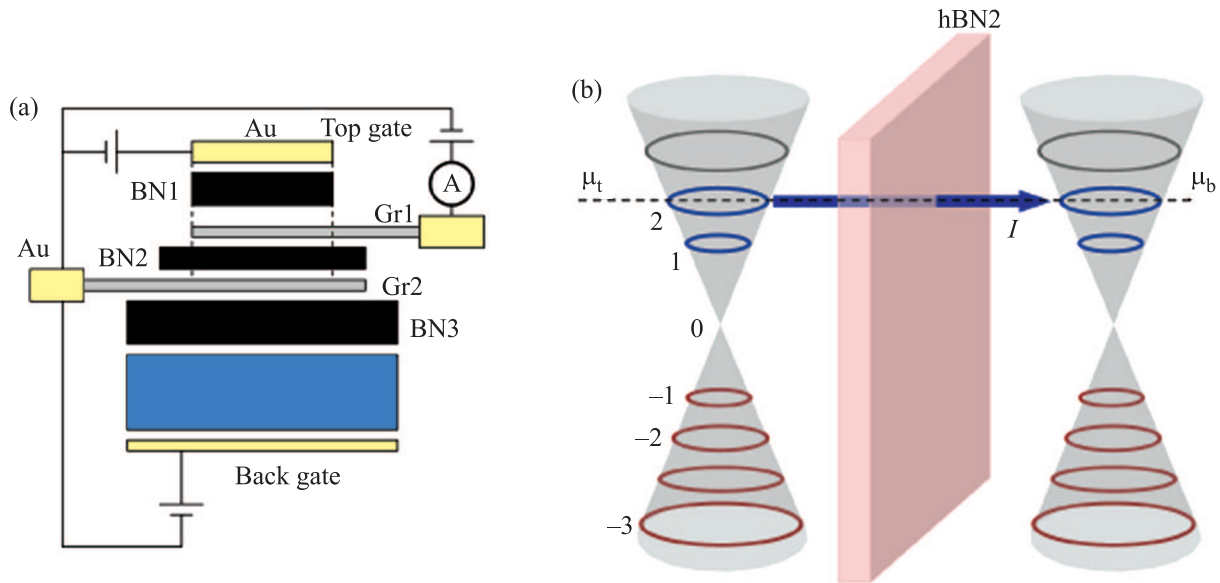 (a)
Au
Top gate
BN1
A
Gr1
Au
BN2
Gr2
BN3
Back gate
hBN2
(b)
μt
μb
2
I
1
0
–1
–2
–3